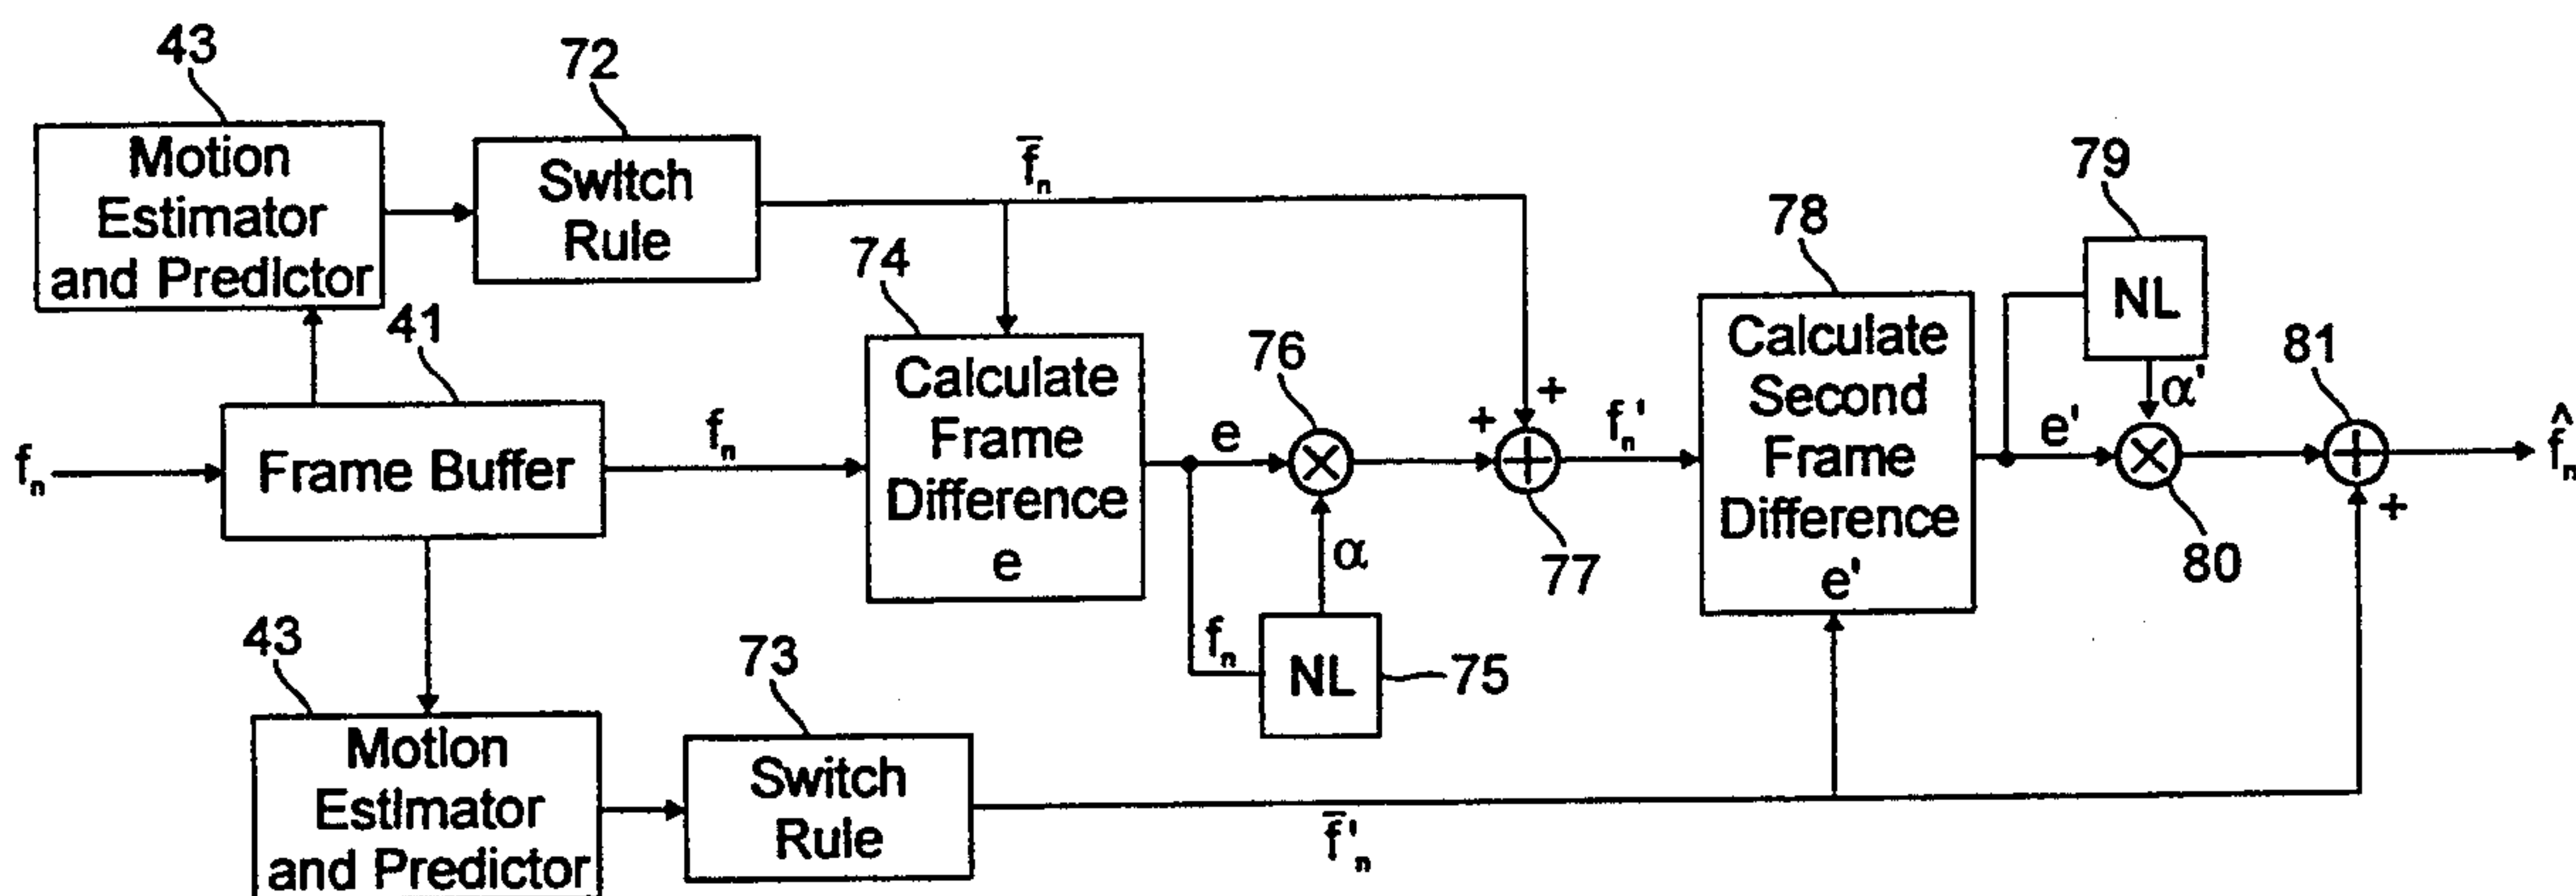 43
Motion
Estimator
and Predictor
72
Switch
Rule
f̄ₙ
41
fₙ
Frame Buffer
fₙ
74
Calculate
Frame
Difference
e
e
76
α
fₙ
NL
75
+
+
77
fₙ'
78
Calculate
Second
Frame
Difference
e'
79
NL
α'
e'
80
81
+
f̂ₙ
43
Motion
Estimator
and Predictor
73
Switch
Rule
f̄'ₙ